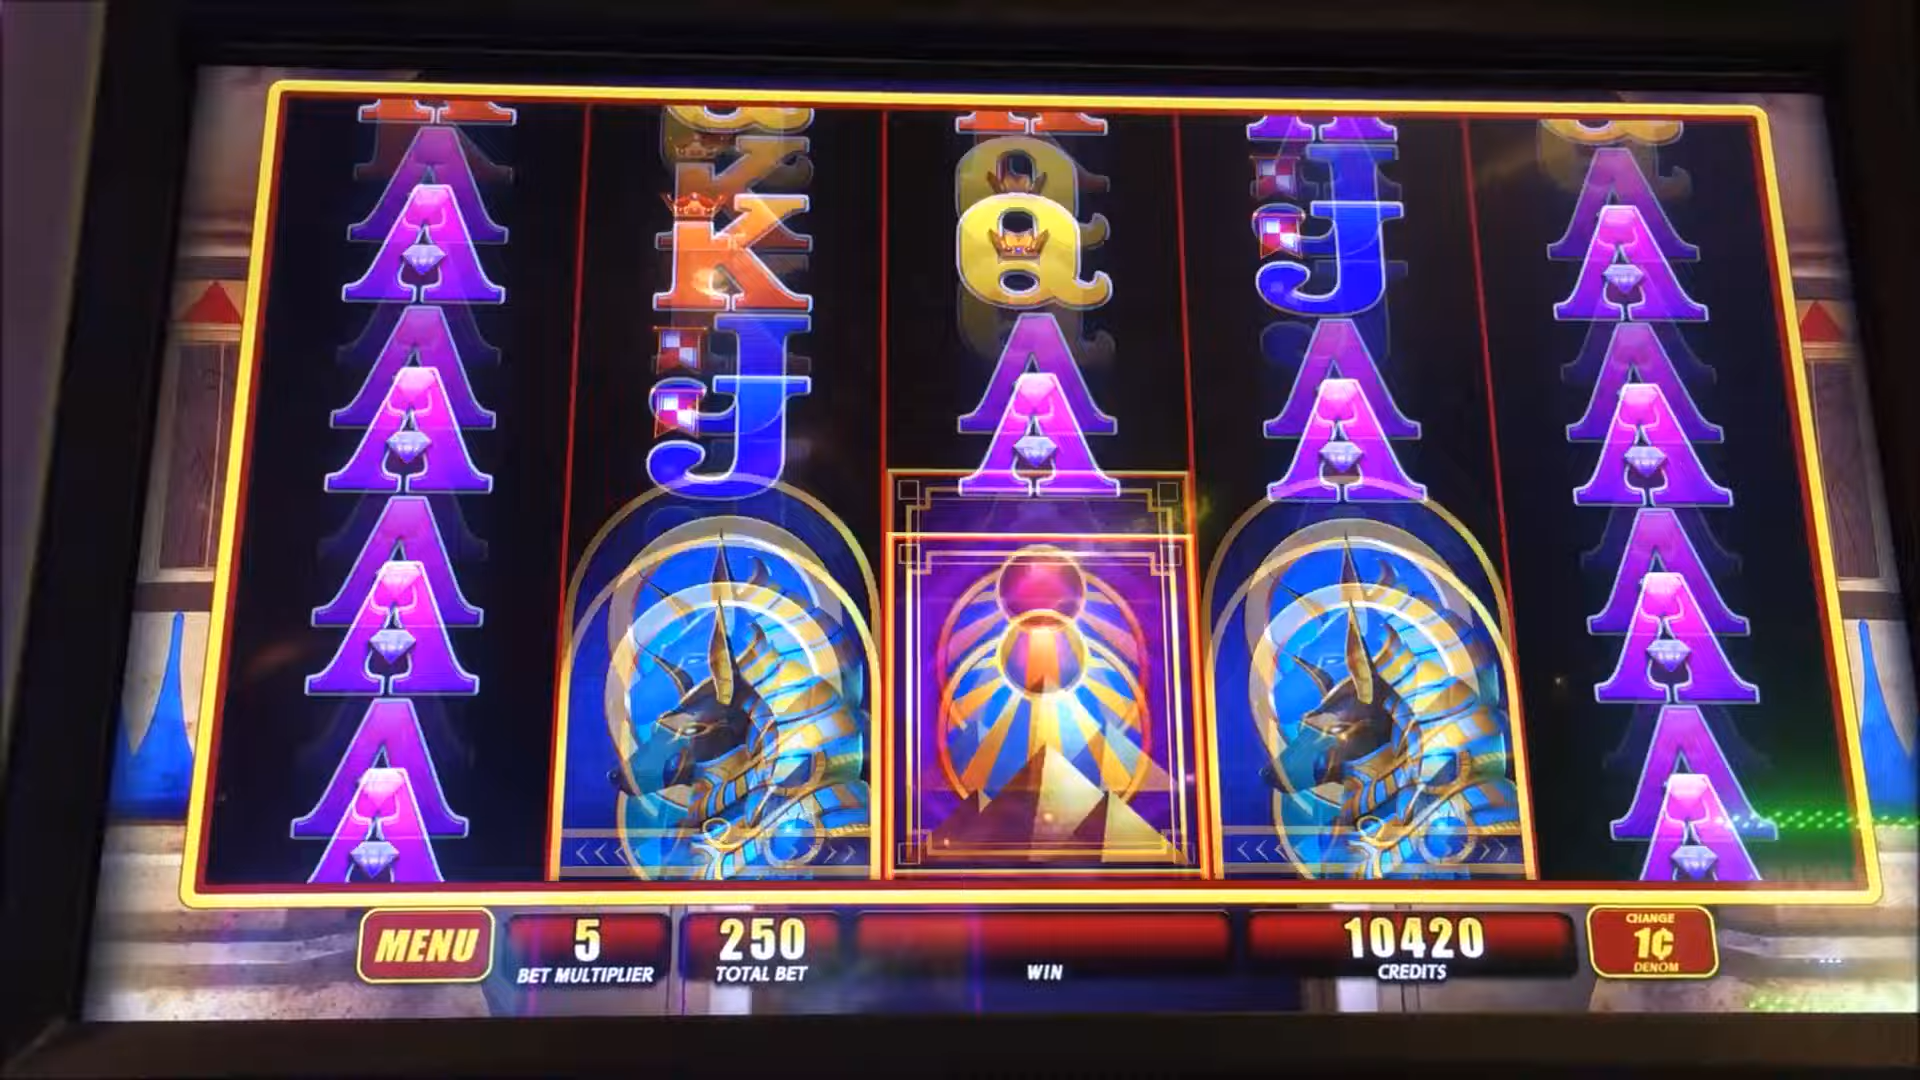 A K Q J A
A J A A A
A A
A A
MENU
5
BET MULTIPLIER
250
TOTAL BET
WIN
10420
CREDITS
CHANGE
1¢
DENOM